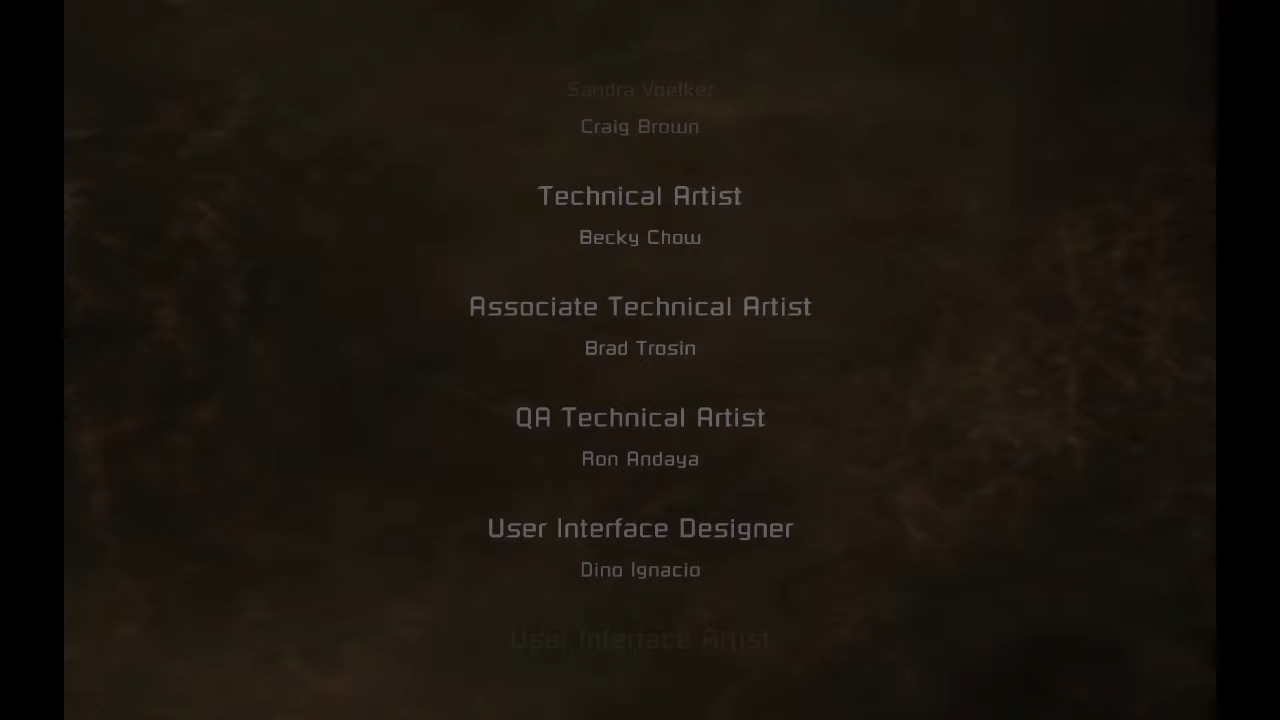 Sandra Voelker
Craig Brown
Technical Artist
Becky Chow
Associate Technical Artist
Brad Trosin
QA Technical Artist
Ron Andaya
User Interface Designer
Dino Ignacio
User Interface Artist